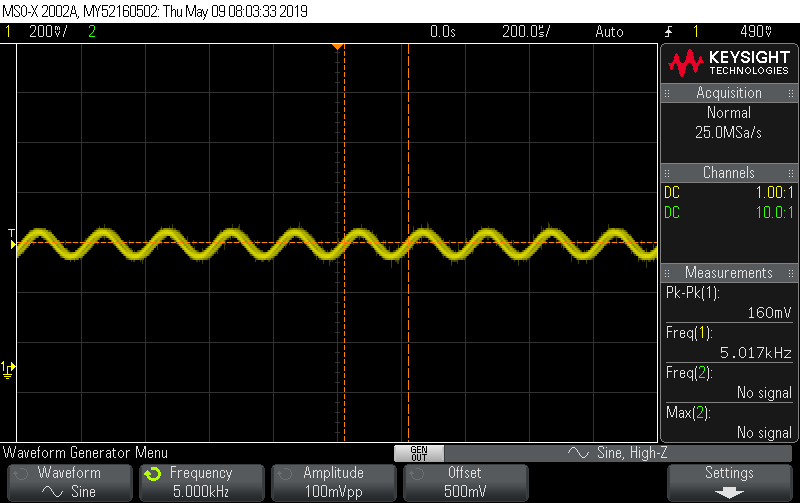 MSO-X 2002A, MY52160502: Thu May 09 08:03:33 2019
1 200V/ 2 0.0s 200.0s/ Auto 1 490V
KEYSIGHT
TECHNOLOGIES
Acquisition
Normal
25.0MSa/s
Channels
DC 1.00:1
DC 10.0:1
Measurements
Pk-Pk(1):
160mV
Freq(1):
5.017kHz
Freq(2):
No signal
Max(2):
No signal
T
1
Waveform Generator Menu
GEN
OUT
Sine, High-Z
Waveform
Sine
Frequency
5.000kHz
Amplitude
100mVpp
Offset
500mV
Settings